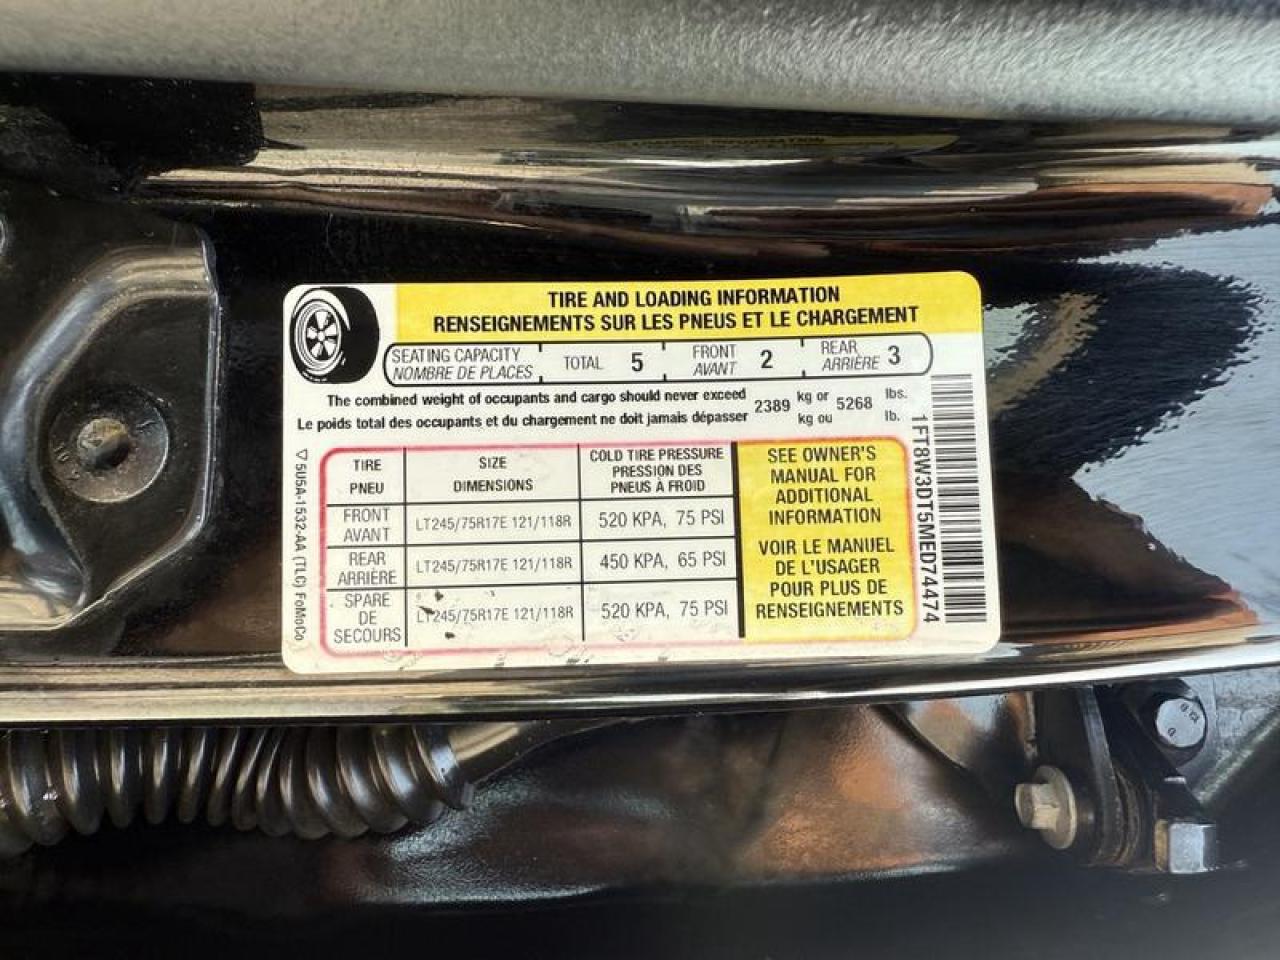 TIRE AND LOADING INFORMATION
RENSEIGNEMENTS SUR LES PNEUS ET LE CHARGEMENT
SEATING CAPACITY TOTAL 5 FRONT 2 REAR 3
NOMBRE DE PLACES AVANT ARRIÈRE
The combined weight of occupants and cargo should never exceed 2389 kg or 5268 lbs.
Le poids total des occupants et du chargement ne doit jamais dépasser kg ou lb.
TIRE SIZE COLD TIRE PRESSURE
PNEU DIMENSIONS PRESSION DES
PNEUS À FROID
FRONT LT245/75R17E 121/118R 520 KPA, 75 PSI
AVANT
REAR LT245/75R17E 121/118R 450 KPA, 65 PSI
ARRIÈRE
SPARE LT245/75R17E 121/118R 520 KPA, 75 PSI
DE
SECOURS
SEE OWNER'S
MANUAL FOR
ADDITIONAL
INFORMATION
VOIR LE MANUEL
DE L'USAGER
POUR PLUS DE
RENSEIGNEMENTS
1FT8W3DT5MED74474
5U5A-1532-AA (TLC) FoMoCo